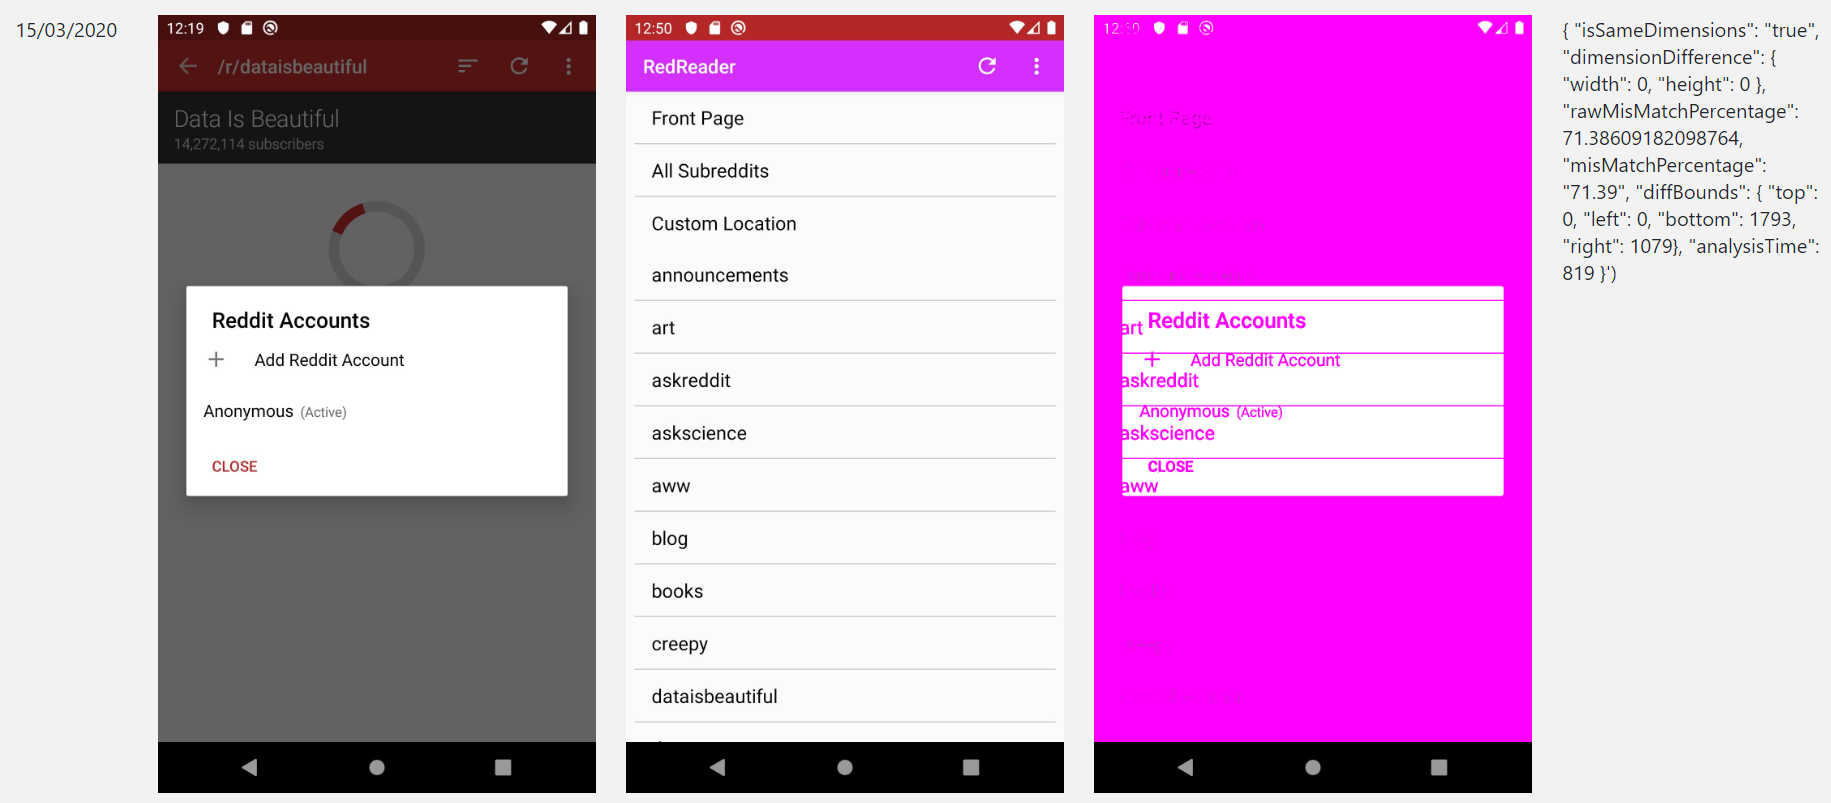 15/03/2020
12:19
/r/dataisbeautiful
Data Is Beautiful
14,272,114 subscribers
Reddit Accounts
Add Reddit Account
Anonymous (Active)
CLOSE
12:50
RedReader
Front Page
All Subreddits
Custom Location
announcements
art
askreddit
askscience
aww
blog
books
creepy
dataisbeautiful
Front Page
Reddit Accounts
art
Add Reddit Account
askreddit
Anonymous (Active)
askscience
CLOSE
aww
{ "isSameDimensions": "true",
"dimensionDifference": {
"width": 0, "height": 0 },
"rawMisMatchPercentage":
71.38609182098764,
"misMatchPercentage":
"71.39", "diffBounds": { "top":
0, "left": 0, "bottom": 1793,
"right": 1079}, "analysisTime":
819 }')